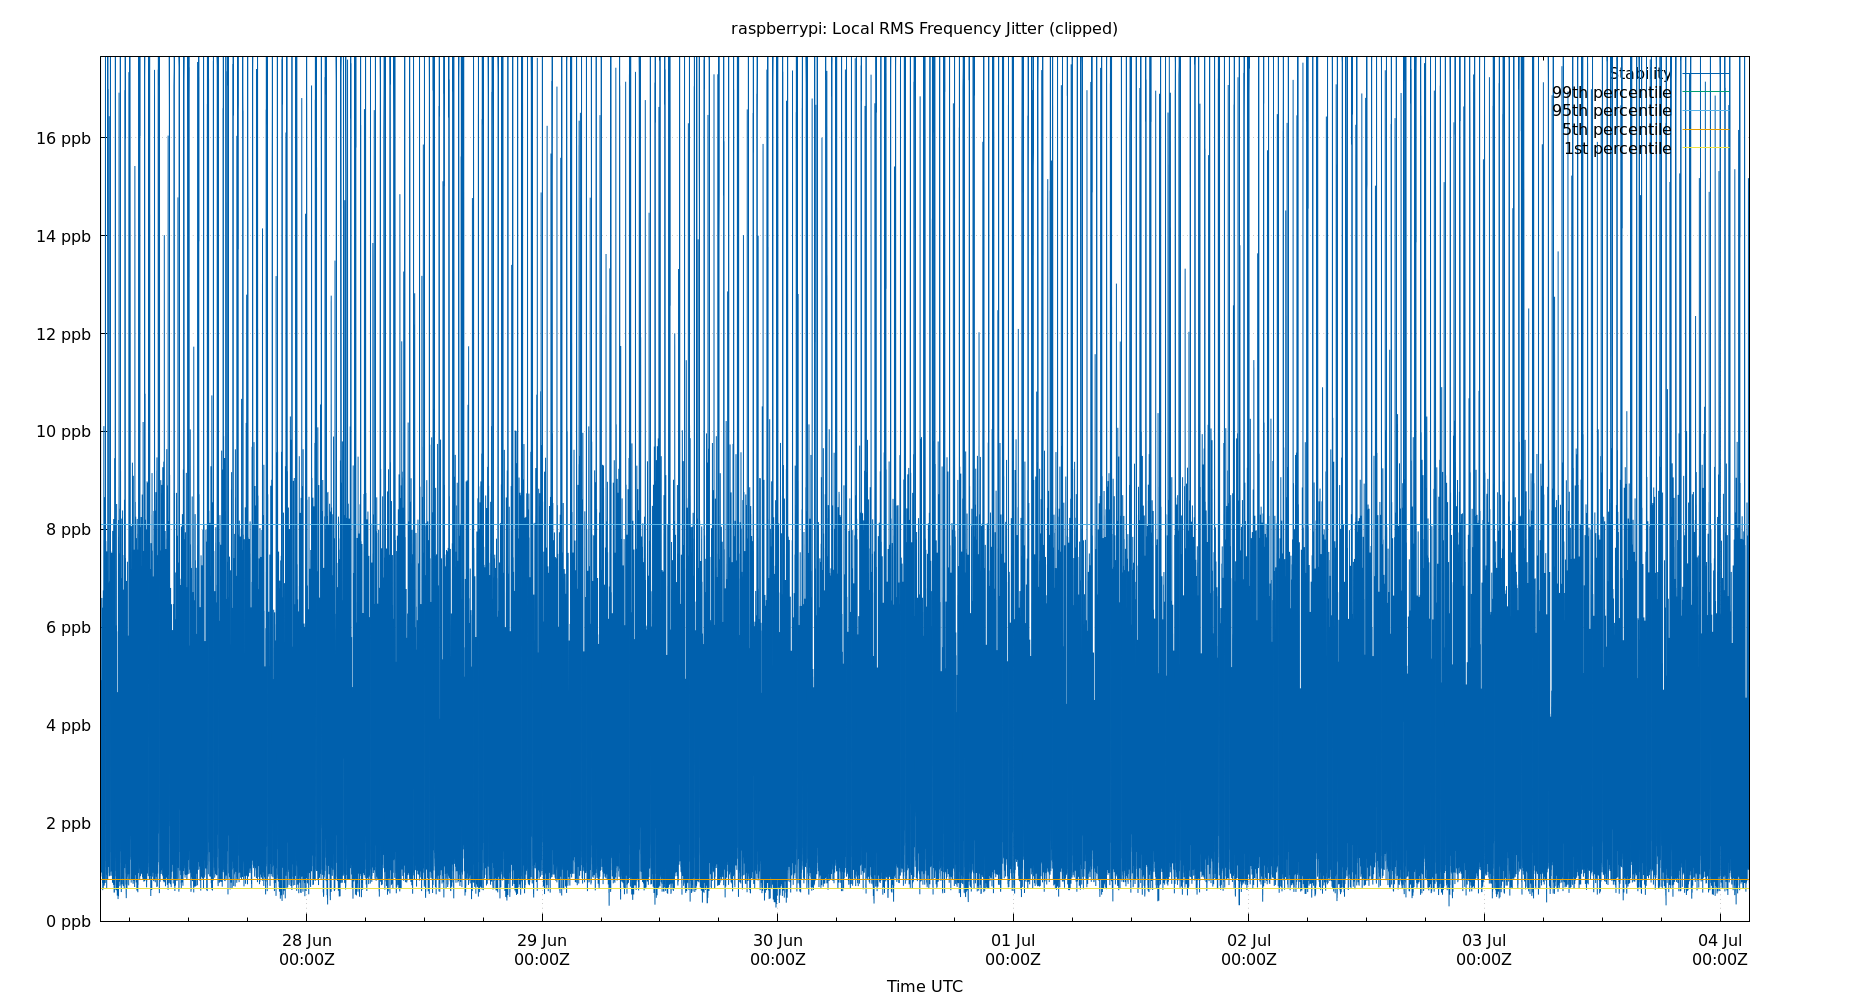 raspberrypi: Local RMS Frequency Jitter (clipped)
Stability
99th percentile
95th percentile
5th percentile
1st percentile
16 ppb
14 ppb
12 ppb
10 ppb
8 ppb
6 ppb
4 ppb
2 ppb
0 ppb
28 Jun 29 Jun 30 Jun 01 Jul 02 Jul 03 Jul 04 Jul
00:00Z 00:00Z 00:00Z 00:00Z 00:00Z 00:00Z 00:00Z
Time UTC